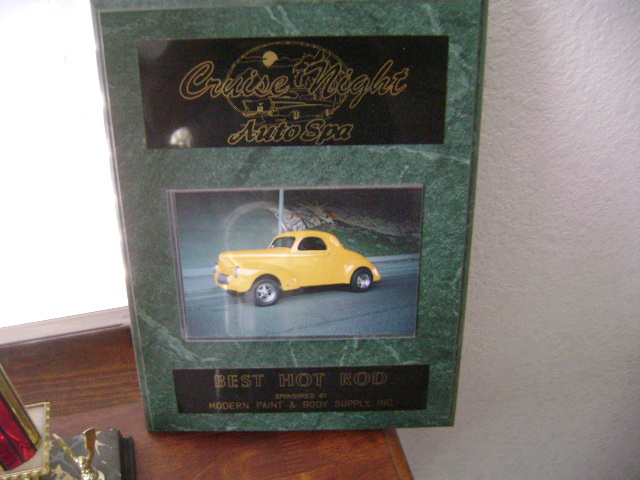 Cruise Night
Auto Spa
BEST HOT ROD
SPONSORED BY
MODERN PAINT & BODY SUPPLY, INC.